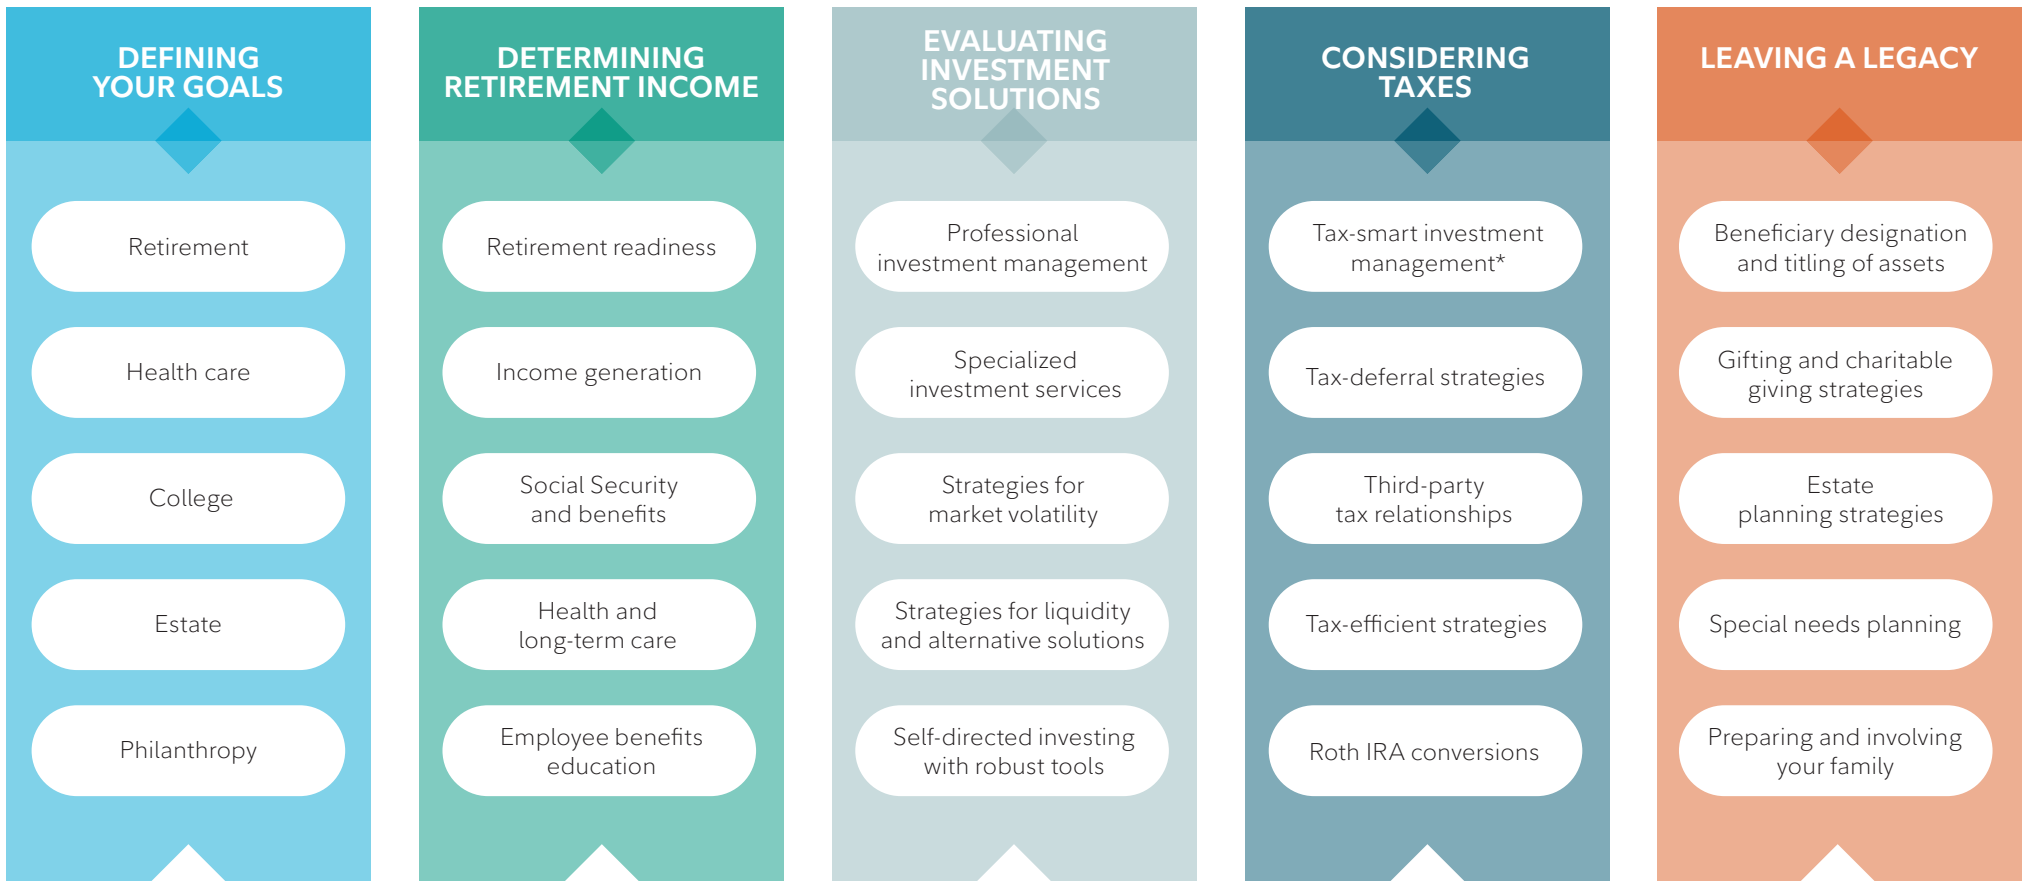 DEFINING
YOUR GOALS
Retirement
Health care
College
Estate
Philanthropy
DETERMINING
RETIREMENT INCOME
Retirement readiness
Income generation
Social Security
and benefits
Health and
long-term care
Employee benefits
education
EVALUATING
INVESTMENT
SOLUTIONS
Professional
investment management
Specialized
investment services
Strategies for
market volatility
Strategies for liquidity
and alternative solutions
Self-directed investing
with robust tools
CONSIDERING
TAXES
Tax-smart investment
management*
Tax-deferral strategies
Third-party
tax relationships
Tax-efficient strategies
Roth IRA conversions
LEAVING A LEGACY
Beneficiary designation
and titling of assets
Gifting and charitable
giving strategies
Estate
planning strategies
Special needs planning
Preparing and involving
your family